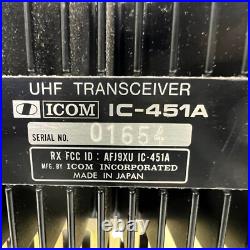 UHF TRANSCEIVER
ICOM IC-451A
SERIAL NO. 01654
RX FCC ID : AFJ9XU IC-451A
MFG. BY ICOM INCORPORATED
MADE IN JAPAN